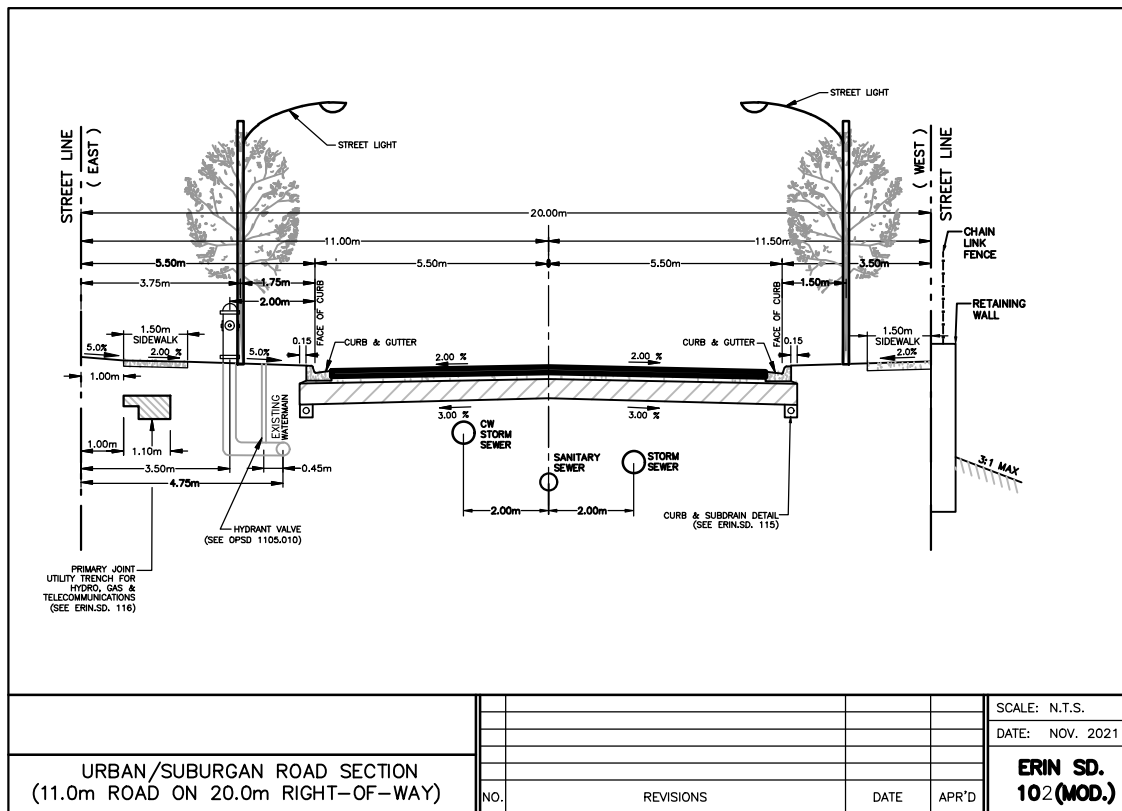 STREET LIGHT
STREET LIGHT
STREET LINE
( EAST )
( WEST )
STREET LINE
20.00m
11.00m
11.50m
5.50m
5.50m
5.50m
3.50m
3.75m
1.75m
1.50m
2.00m
CHAIN
LINK
FENCE
RETAINING
WALL
FACE OF CURB
FACE OF CURB
1.50m
SIDEWALK
1.50m
SIDEWALK
5.0%
2.00 %
5.0%
0.15
CURB & GUTTER
2.00 %
2.00 %
CURB & GUTTER
0.15
2.0%
1.00m
3.00 %
3.00 %
EXISTING
WATERMAIN
1.00m
1.10m
CW
STORM
SEWER
SANITARY
SEWER
STORM
SEWER
3:1 MAX
3.50m
0.45m
4.75m
2.00m
2.00m
HYDRANT VALVE
(SEE OPSD 1105.010)
CURB & SUBDRAIN DETAIL
(SEE ERIN.SD. 115)
PRIMARY JOINT
UTILITY TRENCH FOR
HYDRO, GAS &
TELECOMMUNICATIONS
(SEE ERIN.SD. 116)
URBAN/SUBURGAN ROAD SECTION
(11.0m ROAD ON 20.0m RIGHT-OF-WAY)
NO.
REVISIONS
DATE
APR'D
SCALE: N.T.S.
DATE: NOV. 2021
ERIN SD.
102(MOD.)